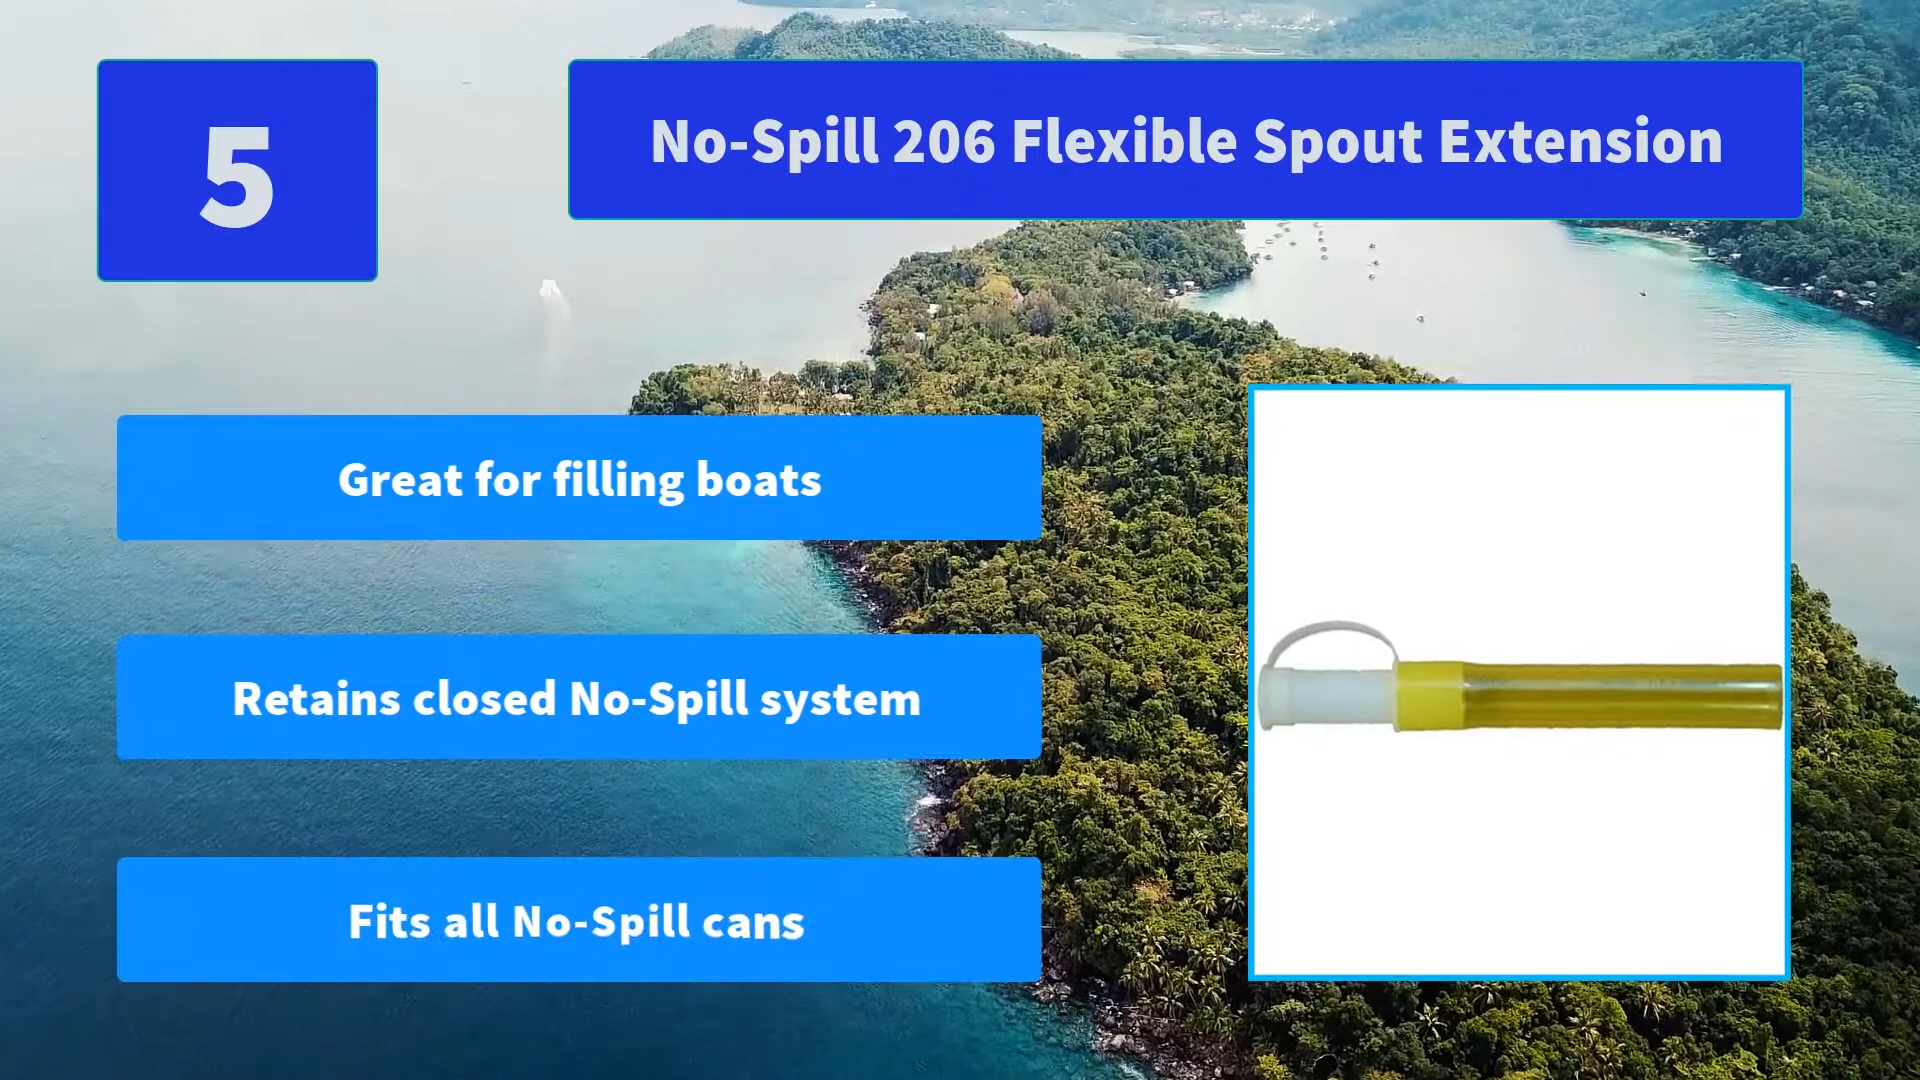 5
No-Spill 206 Flexible Spout Extension
Great for filling boats
Retains closed No-Spill system
Fits all No-Spill cans